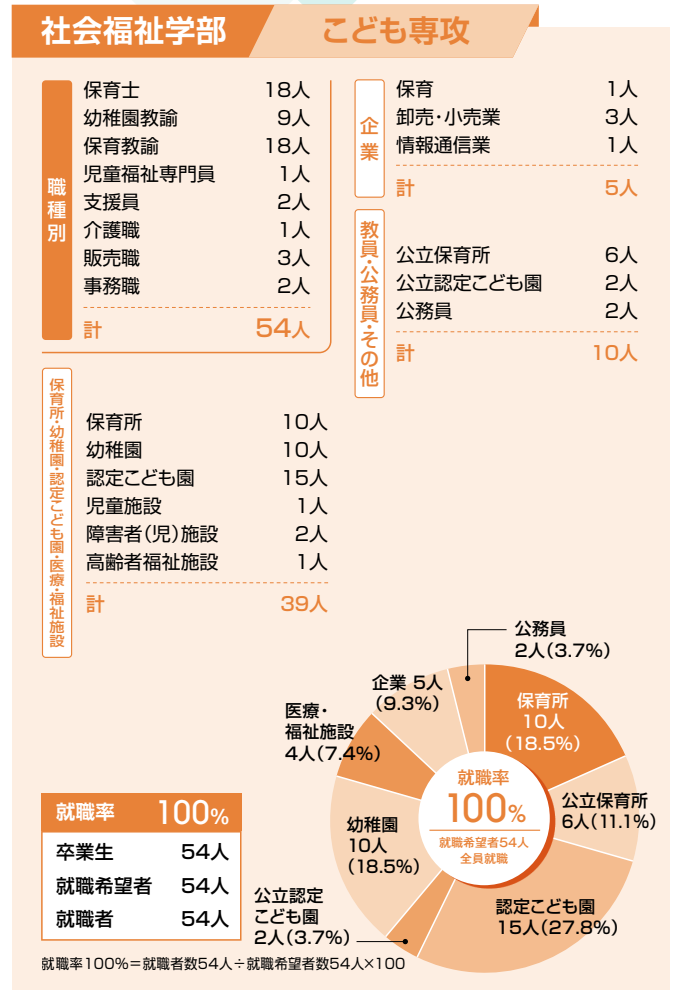 社会福祉学部 こども専攻
職種別
保育士 18人
幼稚園教諭 9人
保育教諭 18人
児童福祉専門員 1人
支援員 2人
介護職 1人
販売職 3人
事務職 2人
計 54人
企業
保育 1人
卸売・小売業 3人
情報通信業 1人
計 5人
教員・公務員・その他
公立保育所 6人
公立認定こども園 2人
公務員 2人
計 10人
保育所・幼稚園・認定こども園・医療・福祉施設
保育所 10人
幼稚園 10人
認定こども園 15人
児童施設 1人
障害者(児)施設 2人
高齢者福祉施設 1人
計 39人
公務員
2人(3.7%)
企業 5人
(9.3%)
医療・
福祉施設
4人(7.4%)
保育所
10人
(18.5%)
公立保育所
6人(11.1%)
認定こども園
15人(27.8%)
公立認定
こども園
2人(3.7%)
幼稚園
10人
(18.5%)
就職率
100%
就職希望者54人
全員就職
就職率 100%
卒業生 54人
就職希望者 54人
就職者 54人
就職率100%=就職者数54人÷就職希望者数54人×100